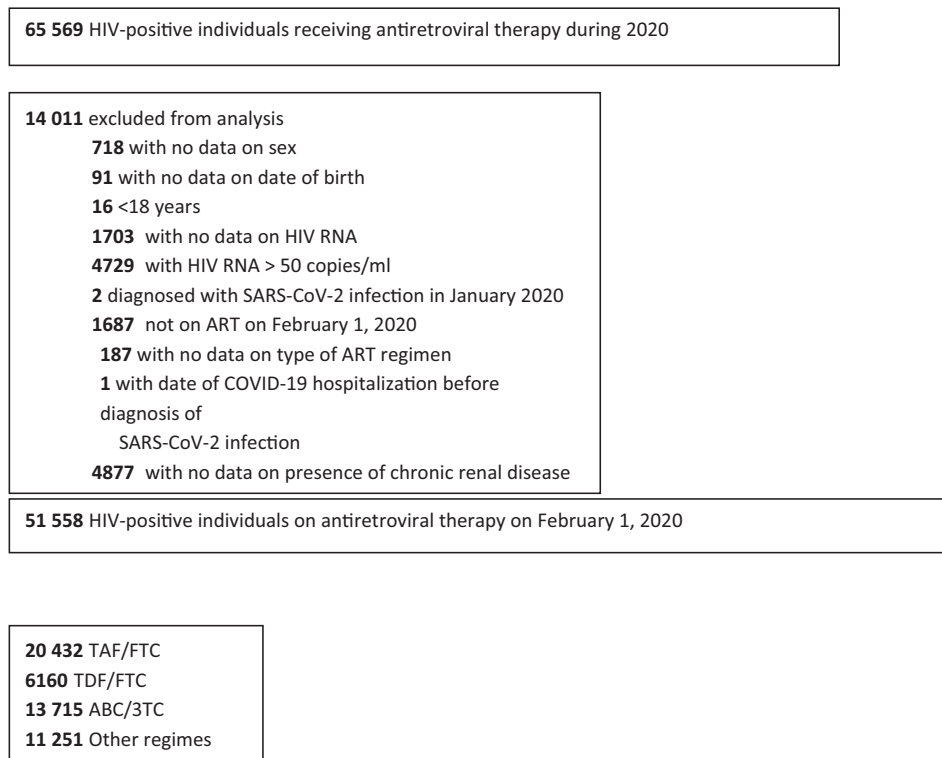 65 569 HIV-positive individuals receiving antiretroviral therapy during 2020
14 011 excluded from analysis
718 with no data on sex
91 with no data on date of birth
16 <18 years
1703 with no data on HIV RNA
4729 with HIV RNA > 50 copies/ml
2 diagnosed with SARS-CoV-2 infection in January 2020
1687 not on ART on February 1, 2020
187 with no data on type of ART regimen
1 with date of COVID-19 hospitalization before
diagnosis of
SARS-CoV-2 infection
4877 with no data on presence of chronic renal disease
51 558 HIV-positive individuals on antiretroviral therapy on February 1, 2020
20 432 TAF/FTC
6160 TDF/FTC
13 715 ABC/3TC
11 251 Other regimes